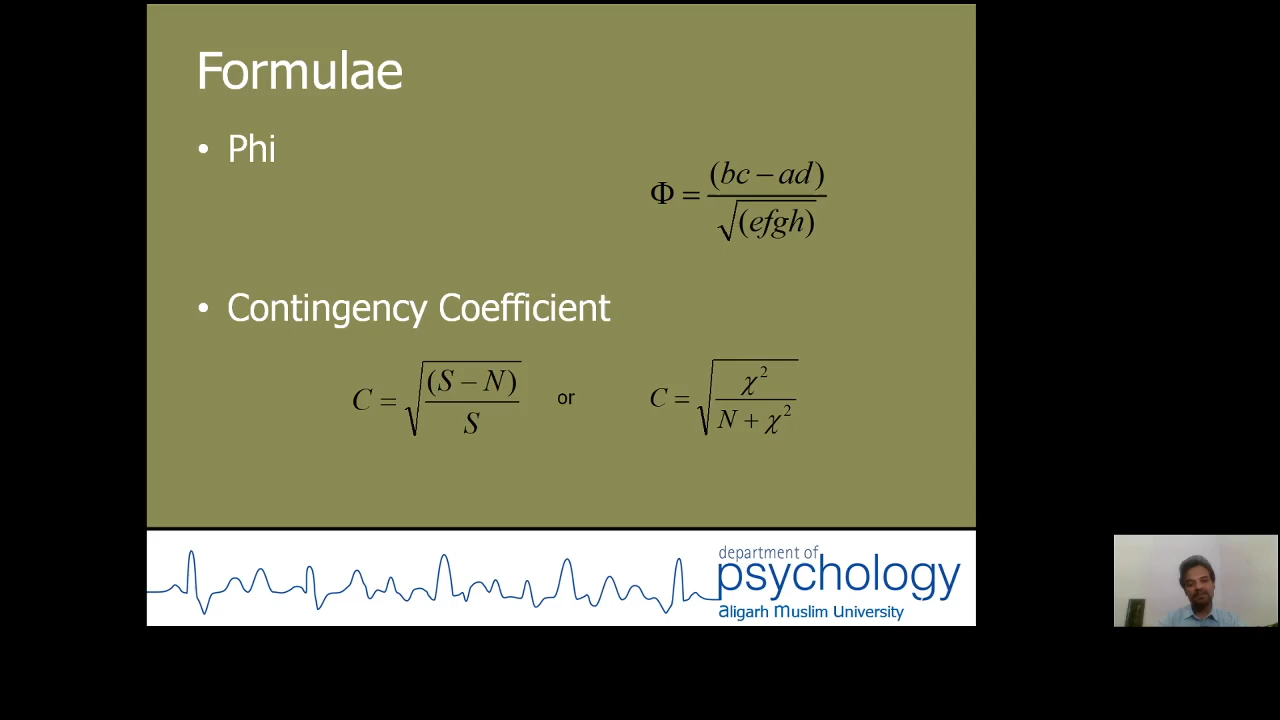 Formulae
• Phi
Φ = (bc − ad) / √(efgh)
• Contingency Coefficient
C = √((S − N) / S) or C = √(χ² / (N + χ²))
department of
psychology
aligarh muslim university